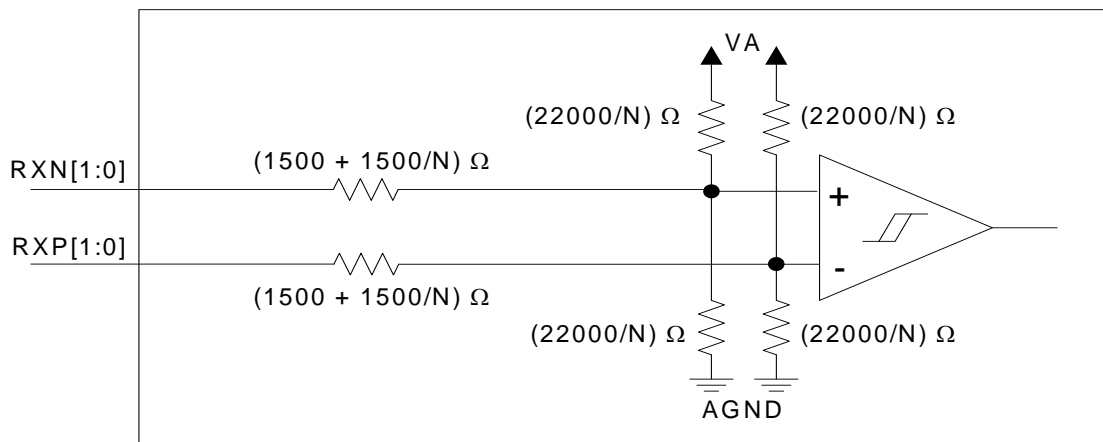 VA
(22000/N) Ω
(22000/N) Ω
(1500 + 1500/N) Ω
RXN[1:0]
+
RXP[1:0]
-
(1500 + 1500/N) Ω
(22000/N) Ω
(22000/N) Ω
AGND